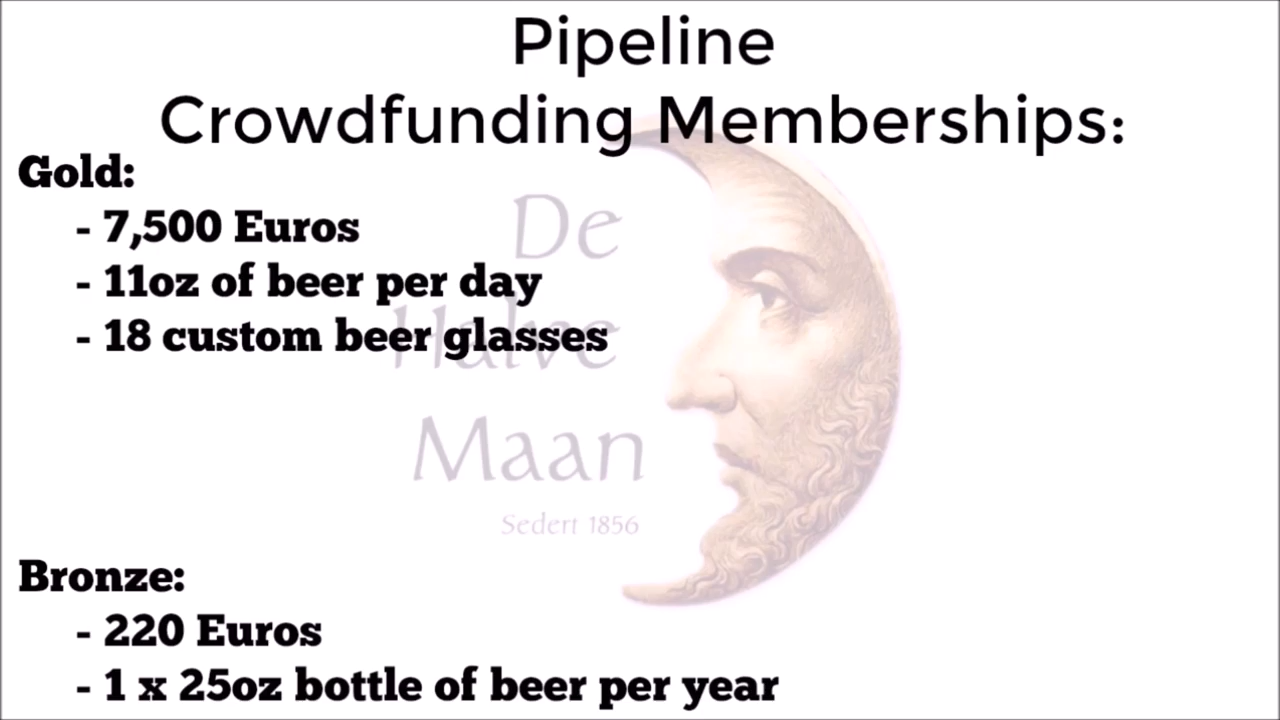 Pipeline
Crowdfunding Memberships:
Gold:
- 7,500 Euros
- 11oz of beer per day
- 18 custom beer glasses
De
Halve
Maan
Sedert 1856
Bronze:
- 220 Euros
- 1 x 25oz bottle of beer per year